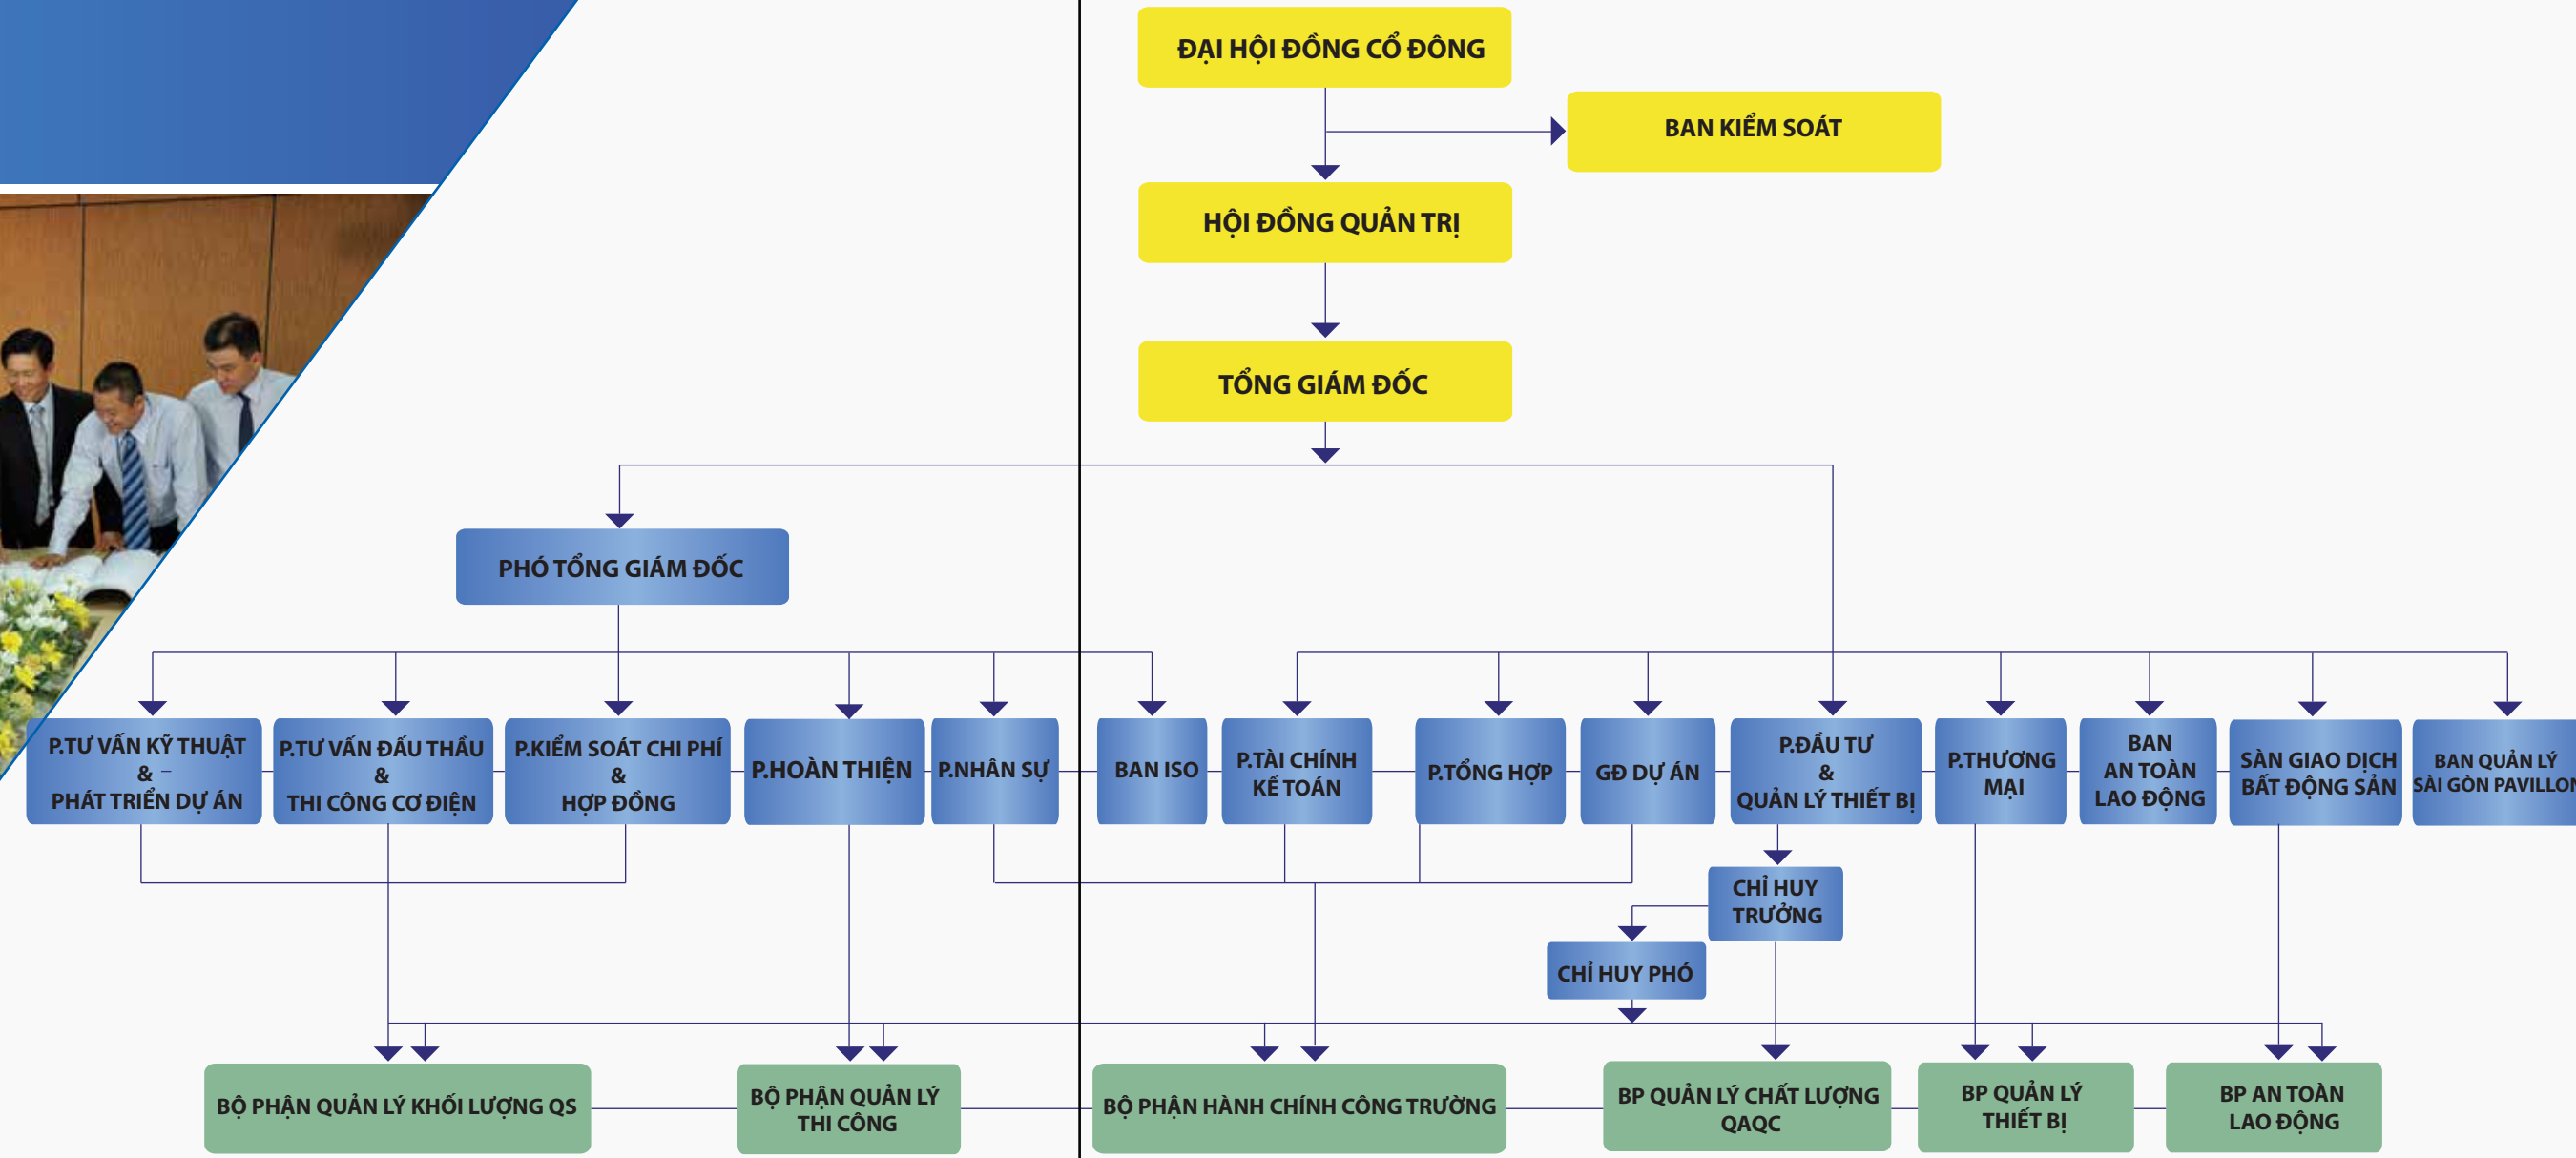 ĐẠI HỘI ĐỒNG CỔ ĐÔNG
BAN KIỂM SOÁT
HỘI ĐỒNG QUẢN TRỊ
TỔNG GIÁM ĐỐC
PHÓ TỔNG GIÁM ĐỐC
P.TƯ VẤN KỸ THUẬT
&
PHÁT TRIỂN DỰ ÁN
P.TƯ VẤN ĐẤU THẦU
&
THI CÔNG CƠ ĐIỆN
P.KIỂM SOÁT CHI PHÍ
&
HỢP ĐỒNG
P.HOÀN THIỆN
P.NHÂN SỰ
BAN ISO
P.TÀI CHÍNH
KẾ TOÁN
P.TỔNG HỢP
GĐ DỰ ÁN
P.ĐẦU TƯ
&
QUẢN LÝ THIẾT BỊ
P.THƯƠNG
MẠI
BAN
AN TOÀN
LAO ĐỘNG
SÀN GIAO DỊCH
BẤT ĐỘNG SẢN
BAN QUẢN LÝ
SÀI GÒN PAVILLON
CHỈ HUY
TRƯỞNG
CHỈ HUY PHÓ
BỘ PHẬN QUẢN LÝ KHỐI LƯỢNG QS
BỘ PHẬN QUẢN LÝ
THI CÔNG
BỘ PHẬN HÀNH CHÍNH CÔNG TRƯỜNG
BP QUẢN LÝ CHẤT LƯỢNG
QAQC
BP QUẢN LÝ
THIẾT BỊ
BP AN TOÀN
LAO ĐỘNG